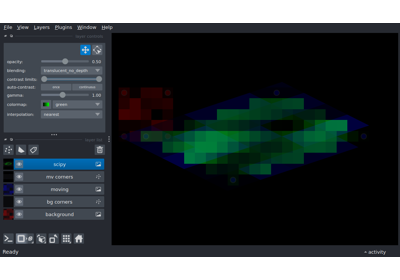 File View Layers Plugins Window Help
opacity: 0.50
blending: translucent_no_depth
contrast limits:
auto-contrast: once continuous
gamma: 1.00
colormap: green
interpolation: nearest
scipy
mv corners
moving
bg corners
background
Ready activity